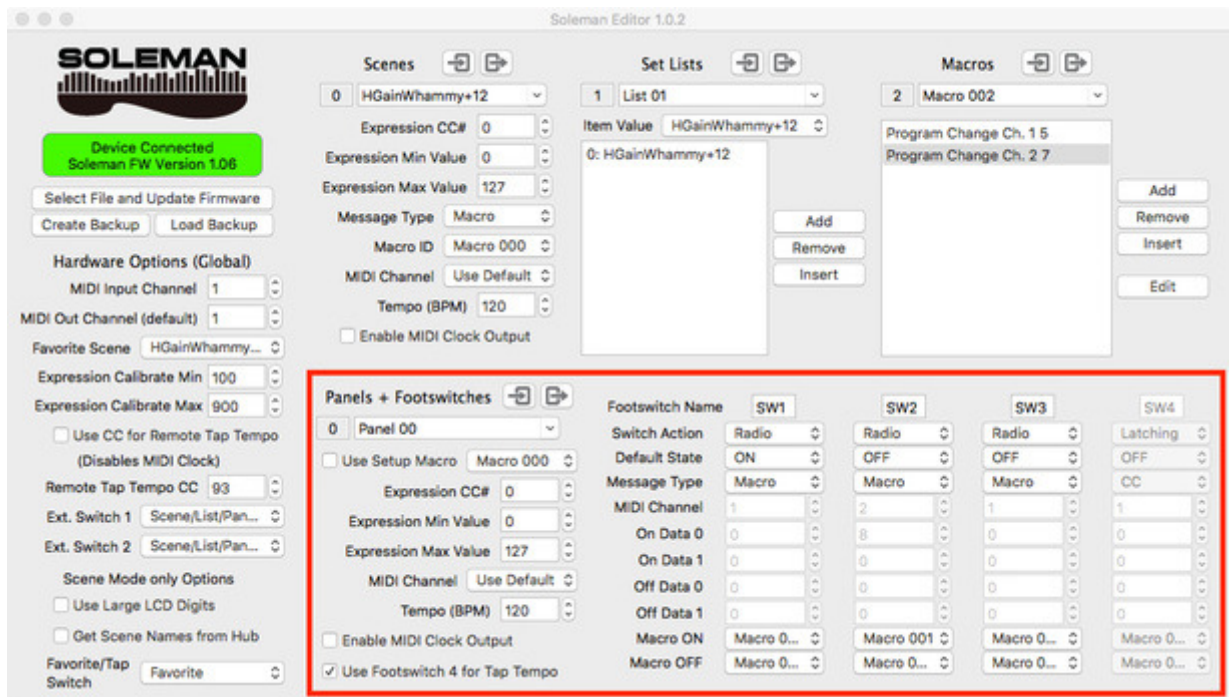 Soleman Editor 1.0.2
SOLEMAN
Device Connected
Soleman FW Version 1.06
Select File and Update Firmware
Create Backup Load Backup
Hardware Options (Global)
MIDI Input Channel 1
MIDI Out Channel (default) 1
Favorite Scene HGainWhammy...
Expression Calibrate Min 100
Expression Calibrate Max 900
Use CC for Remote Tap Tempo
(Disables MIDI Clock)
Remote Tap Tempo CC 93
Ext. Switch 1 Scene/List/Pan...
Ext. Switch 2 Scene/List/Pan...
Scene Mode only Options
Use Large LCD Digits
Get Scene Names from Hub
Favorite/Tap
Switch Favorite
Scenes
0 HGainWhammy+12
Expression CC# 0
Expression Min Value 0
Expression Max Value 127
Message Type Macro
Macro ID Macro 000
MIDI Channel Use Default
Tempo (BPM) 120
Enable MIDI Clock Output
Set Lists
1 List 01
Item Value HGainWhammy+12
0: HGainWhammy+12
Add
Remove
Insert
Macros
2 Macro 002
Program Change Ch. 1 5
Program Change Ch. 2 7
Add
Remove
Insert
Edit
Panels + Footswitches
0 Panel 00
Use Setup Macro Macro 000
Expression CC# 0
Expression Min Value 0
Expression Max Value 127
MIDI Channel Use Default
Tempo (BPM) 120
Enable MIDI Clock Output
Use Footswitch 4 for Tap Tempo
Footswitch Name SW1 SW2 SW3 SW4
Switch Action Radio Radio Radio Latching
Default State ON OFF OFF OFF
Message Type Macro Macro Macro CC
MIDI Channel 1 2 1 1
On Data 0 0 8 0 0
On Data 1 0 0 0 0
Off Data 0 0 0 0 0
Off Data 1 0 0 0 0
Macro ON Macro 0... Macro 001 Macro 0... Macro 0...
Macro OFF Macro 0... Macro 0... Macro 0... Macro 0...